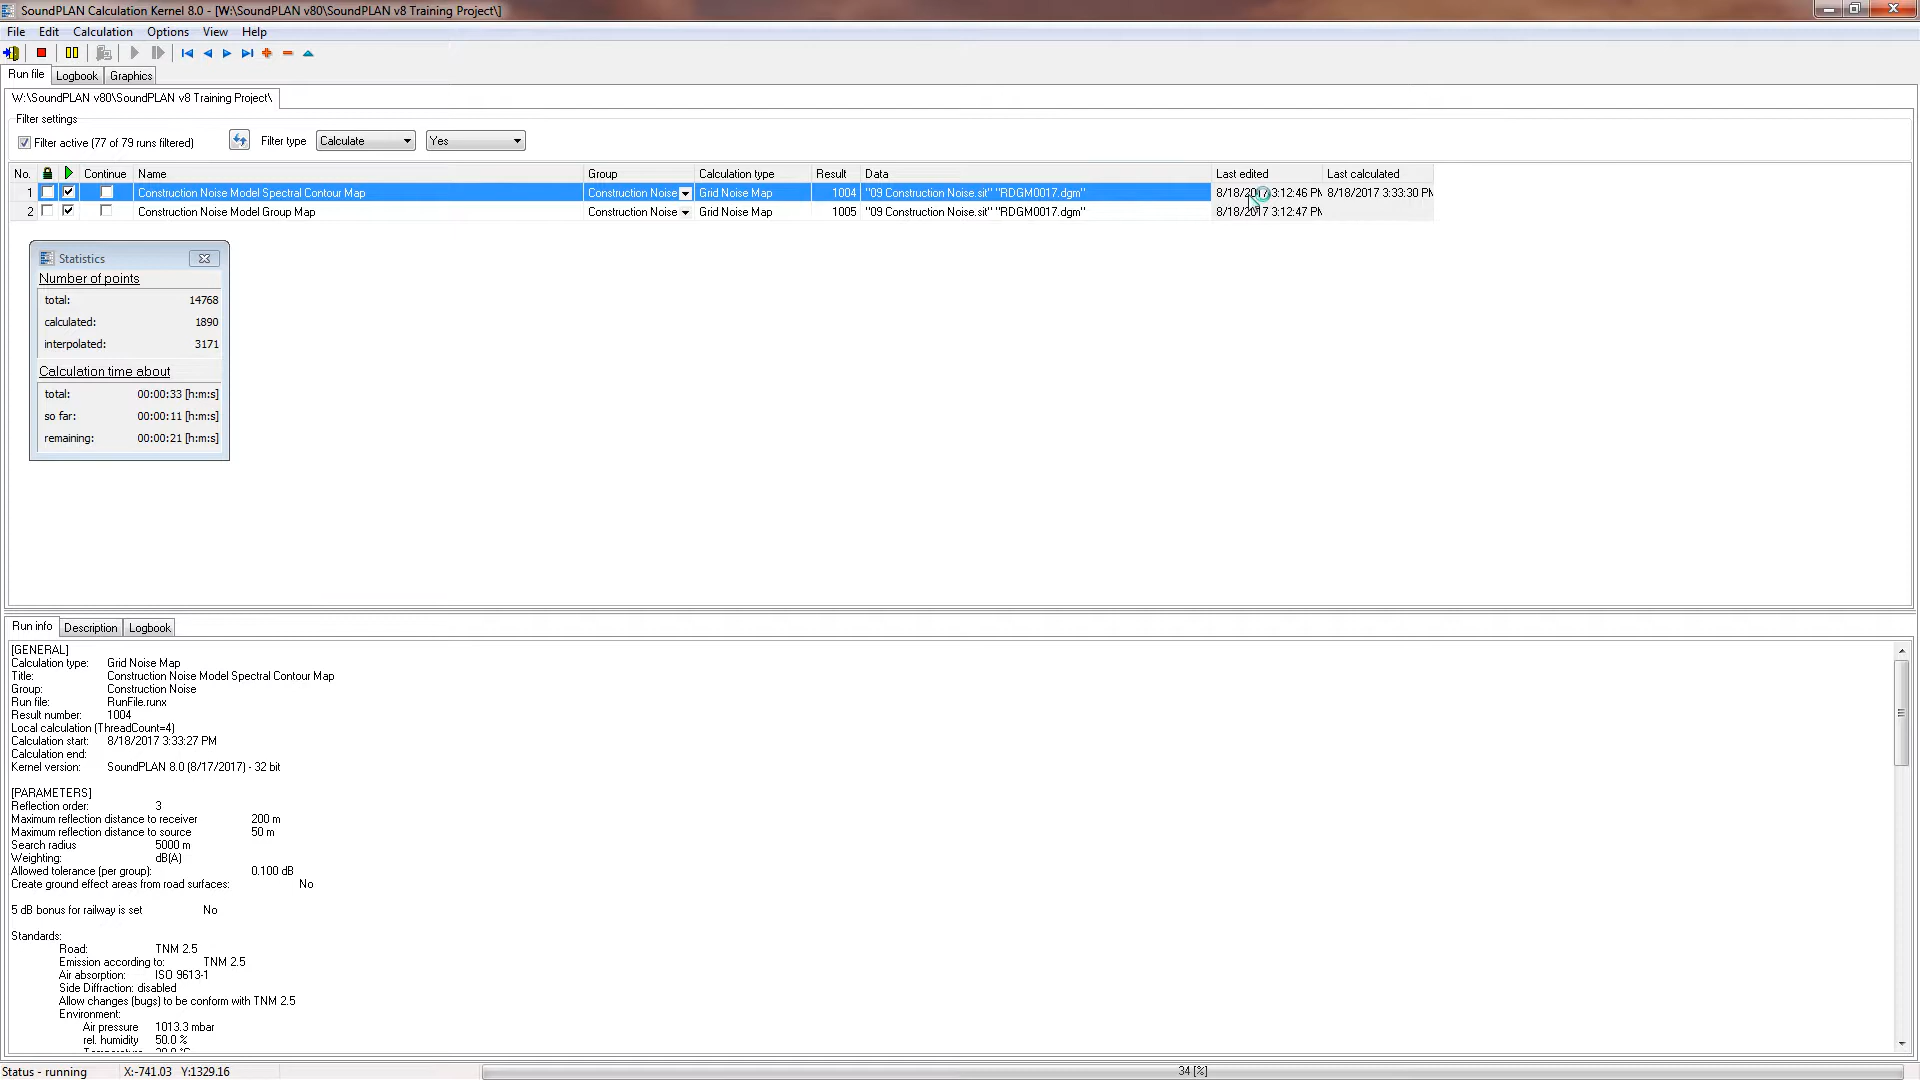 SoundPLAN Calculation Kernel 8.0 - [W:\SoundPLAN v80\SoundPLAN v8 Training Project\]
File Edit Calculation Options View Help
Run file Logbook Graphics
W:\SoundPLAN v80\SoundPLAN v8 Training Project\
Filter settings
Filter active (77 of 79 runs filtered) Filter type Calculate Yes
No. Continue Name Group Calculation type Result Data Last edited Last calculated
1 Construction Noise Model Spectral Contour Map Construction Noise Grid Noise Map 1004 "09 Construction Noise.sit" "RDGM0017.dgm" 8/18/2017 3:12:46 PM 8/18/2017 3:33:30 PM
2 Construction Noise Model Group Map Construction Noise Grid Noise Map 1005 "09 Construction Noise.sit" "RDGM0017.dgm" 8/18/2017 3:12:47 PM
Statistics
Number of points
total: 14768
calculated: 1890
interpolated: 3171
Calculation time about
total: 00:00:33 [h:m:s]
so far: 00:00:11 [h:m:s]
remaining: 00:00:21 [h:m:s]
Run info Description Logbook
[GENERAL]
Calculation type: Grid Noise Map
Title: Construction Noise Model Spectral Contour Map
Group: Construction Noise
Run file: RunFile.runx
Result number: 1004
Local calculation (ThreadCount=4)
Calculation start: 8/18/2017 3:33:27 PM
Calculation end:
Kernel version: SoundPLAN 8.0 (8/17/2017) - 32 bit
[PARAMETERS]
Reflection order: 3
Maximum reflection distance to receiver 200 m
Maximum reflection distance to source 50 m
Search radius 5000 m
Weighting: dB(A)
Allowed tolerance (per group): 0.100 dB
Create ground effect areas from road surfaces: No
5 dB bonus for railway is set No
Standards:
Road: TNM 2.5
Emission according to: TNM 2.5
Air absorption: ISO 9613-1
Side Diffraction: disabled
Allow changes (bugs) to be conform with TNM 2.5
Environment:
Air pressure 1013.3 mbar
rel. humidity 50.0 %
Status - running X:-741.03 Y:1329.16 34 [%]